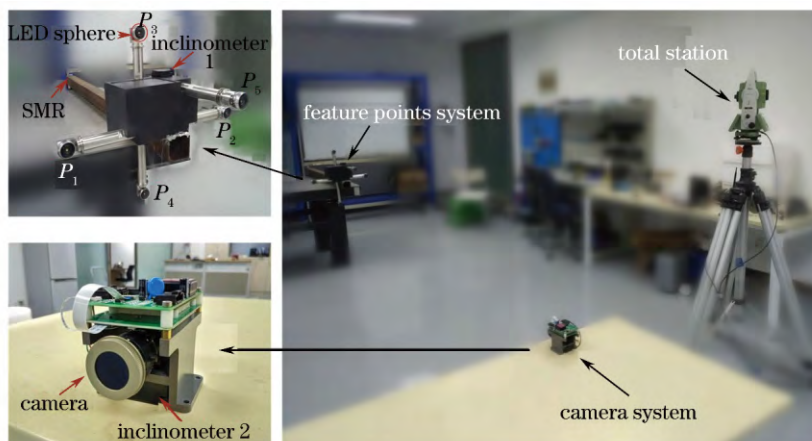 P3
LED sphere
inclinometer
1
P5
SMR
P2
P1
P4
feature points system
total station
camera
inclinometer 2
camera system